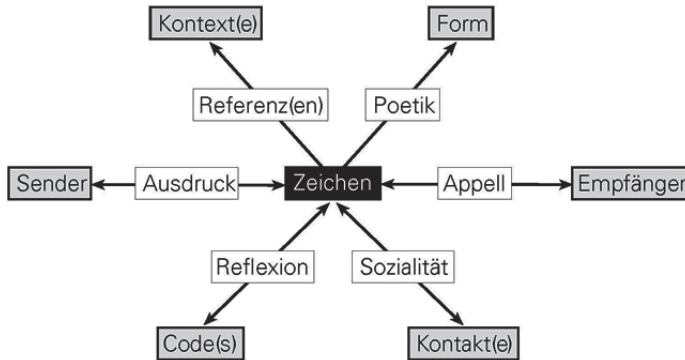 Kontext(e)
Form
Referenz(en)
Poetik
Sender
Ausdruck
Zeichen
Appell
Empfänger
Reflexion
Sozialität
Code(s)
Kontakt(e)